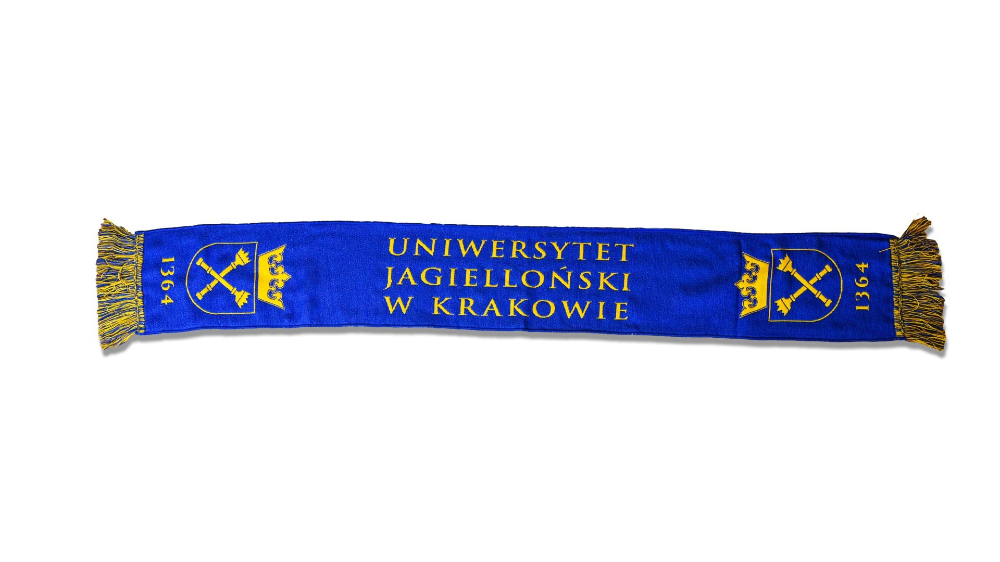 1364
UNIWERSYTET
JAGIELLOŃSKI
W KRAKOWIE
1364